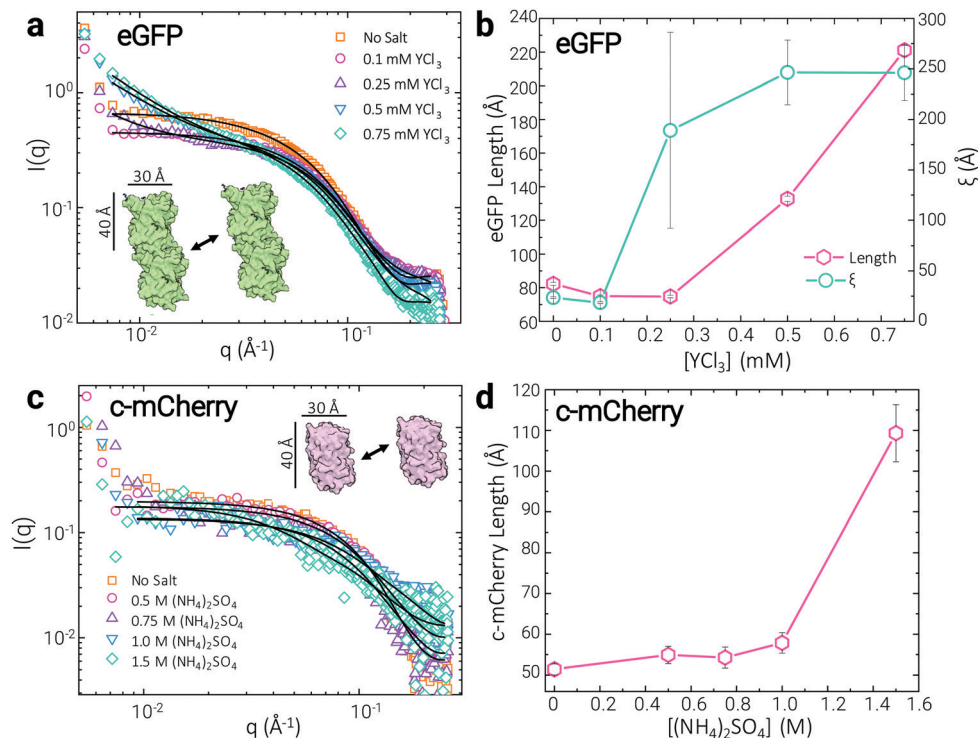 a
eGFP
No Salt
0.1 mM YCl3
0.25 mM YCl3
0.5 mM YCl3
0.75 mM YCl3
30 Å
40 Å
I(q)
10^0
10^-1
10^-2
10^-2
10^-1
q (Å-1)
b
eGFP
eGFP Length (Å)
220
200
180
160
140
120
100
80
60
300
250
200
150
100
50
0
ξ (Å)
Length
ξ
0
0.1
0.2
0.3
0.4
0.5
0.6
0.7
[YCl3] (mM)
c
c-mCherry
30 Å
40 Å
I(q)
10^0
10^-1
10^-2
No Salt
0.5 M (NH4)2SO4
0.75 M (NH4)2SO4
1.0 M (NH4)2SO4
1.5 M (NH4)2SO4
10^-2
10^-1
q (Å-1)
d
c-mCherry
c-mCherry Length (Å)
120
110
100
90
80
70
60
50
0
0.2
0.4
0.6
0.8
1.0
1.2
1.4
1.6
[(NH4)2SO4] (M)